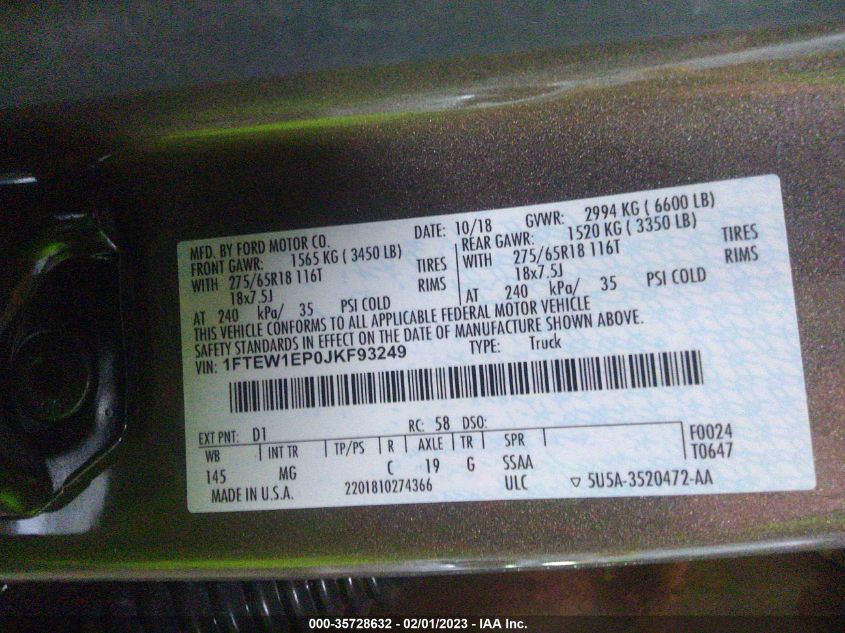 MFD. BY FORD MOTOR CO.
DATE: 10/18 GVWR: 2994 KG ( 6600 LB)
FRONT GAWR: 1565 KG ( 3450 LB)
REAR GAWR: 1520 KG ( 3350 LB)
WITH 275/65R18 116T TIRES
WITH 275/65R18 116T TIRES
18x7.5J RIMS
18x7.5J RIMS
AT 240 kPa/ 35 PSI COLD
AT 240 kPa/ 35 PSI COLD
THIS VEHICLE CONFORMS TO ALL APPLICABLE FEDERAL MOTOR VEHICLE
SAFETY STANDARDS IN EFFECT ON THE DATE OF MANUFACTURE SHOWN ABOVE.
VIN: 1FTEW1EP0JKF93249 TYPE: Truck
EXT PNT: D1 RC: 58 DSO:
WB INT TR TP/PS R AXLE TR SPR
F0024
145 MG C 19 G SSAA
T0647
MADE IN U.S.A. 2201810274366 ULC ▽ 5U5A-3520472-AA
000-35728632 - 02/01/2023 - IAA Inc.